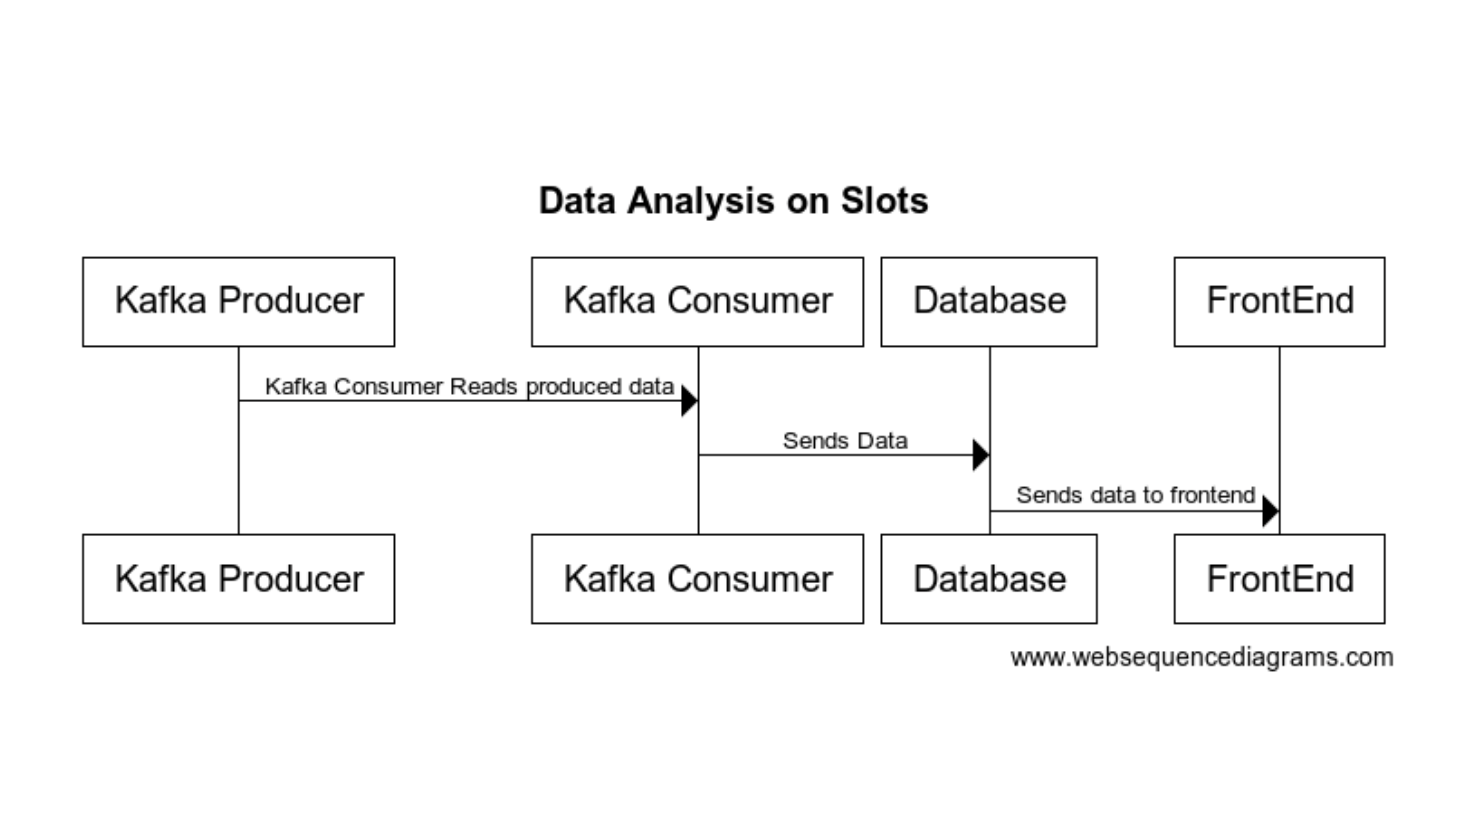 Data Analysis on Slots
Kafka Producer
Kafka Consumer
Database
FrontEnd
Kafka Consumer Reads produced data
Sends Data
Sends data to frontend
Kafka Producer
Kafka Consumer
Database
FrontEnd
www.websequencediagrams.com